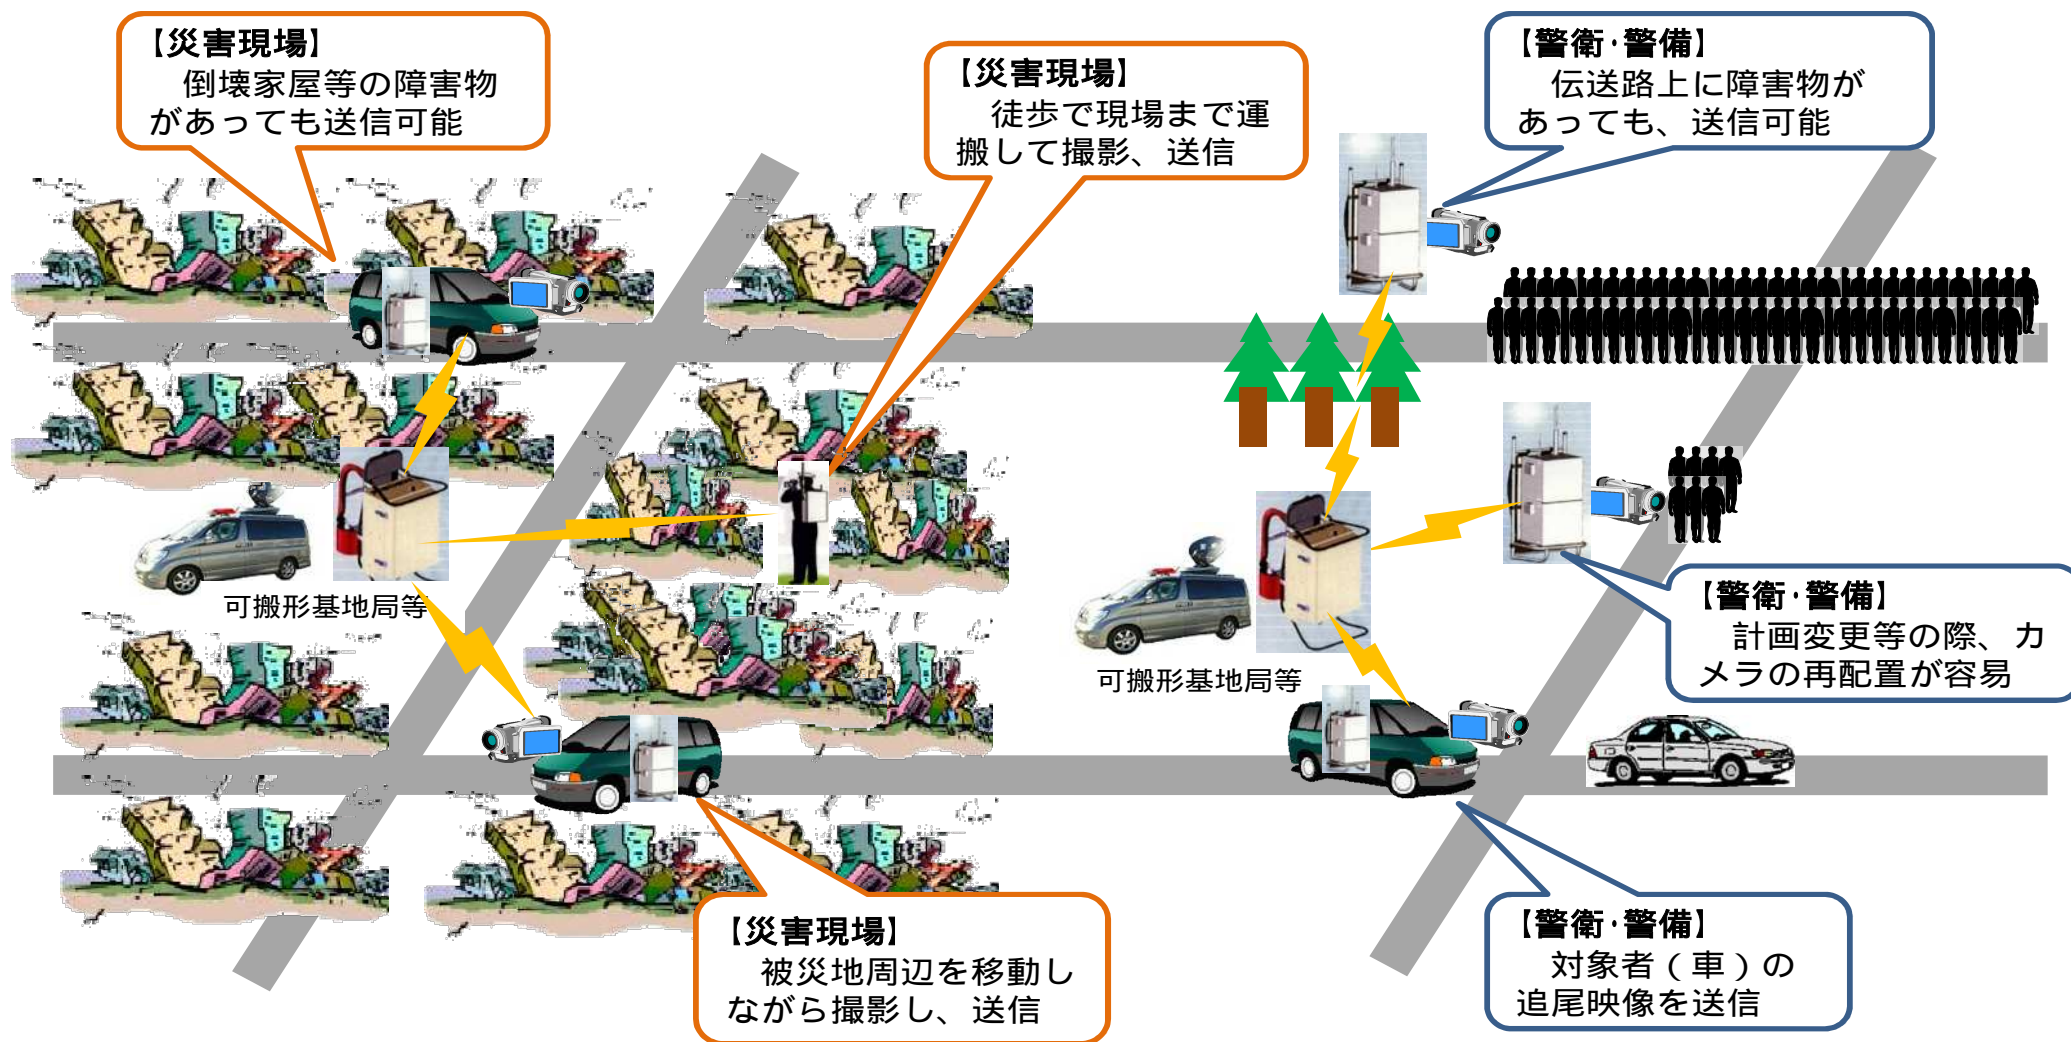 【災害現場】
倒壊家屋等の障害物
があっても送信可能
【災害現場】
徒歩で現場まで運
搬して撮影、送信
【警衛･警備】
伝送路上に障害物が
あっても、送信可能
可搬形基地局等
可搬形基地局等
【警衛･警備】
計画変更等の際、カ
メラの再配置が容易
【災害現場】
被災地周辺を移動し
ながら撮影し、送信
【警衛･警備】
対象者（車）の
追尾映像を送信